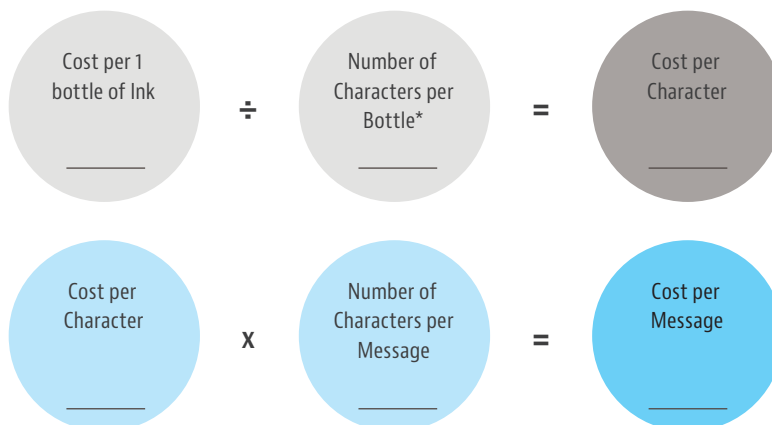 Cost per 1
bottle of Ink
÷
Number of
Characters per
Bottle*
=
Cost per
Character
Cost per
Character
x
Number of
Characters per
Message
=
Cost per
Message